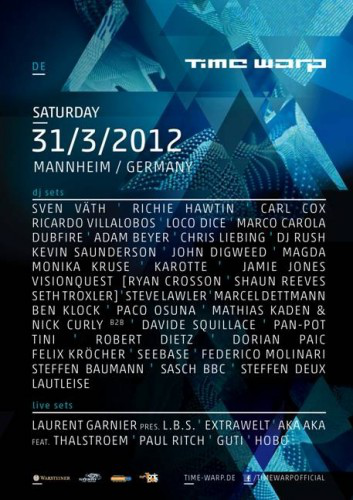 DE
TIME WARP
SATURDAY
31/3/2012
MANNHEIM / GERMANY
dj sets
SVEN VÄTH ' RICHIE HAWTIN ' CARL COX
RICARDO VILLALOBOS ' LOCO DICE ' MARCO CAROLA
DUBFIRE ' ADAM BEYER ' CHRIS LIEBING ' DJ RUSH
KEVIN SAUNDERSON ' JOHN DIGWEED ' MAGDA
MONIKA KRUSE ' KAROTTE ' JAMIE JONES
VISIONQUEST [RYAN CROSSON ' SHAUN REEVES
SETH TROXLER] ' STEVE LAWLER ' MARCEL DETTMANN
BEN KLOCK ' PACO OSUNA ' MATHIAS KADEN &
NICK CURLY B2B ' DAVIDE SQUILLACE ' PAN-POT
TINI ' ROBERT DIETZ ' DORIAN PAIC
FELIX KRÖCHER ' SEEBASE ' FEDERICO MOLINARI
STEFFEN BAUMANN ' SASCH BBC ' STEFFEN DEUX
LAUTLEISE
live sets
LAURENT GARNIER PRES. L.B.S. ' EXTRAWELT ' AKA AKA
FEAT. THALSTROEM ' PAUL RITCH ' GUTI ' HOBO
WARSTEINER
TIME-WARP.DE
/TIMEWARPOFFICIAL